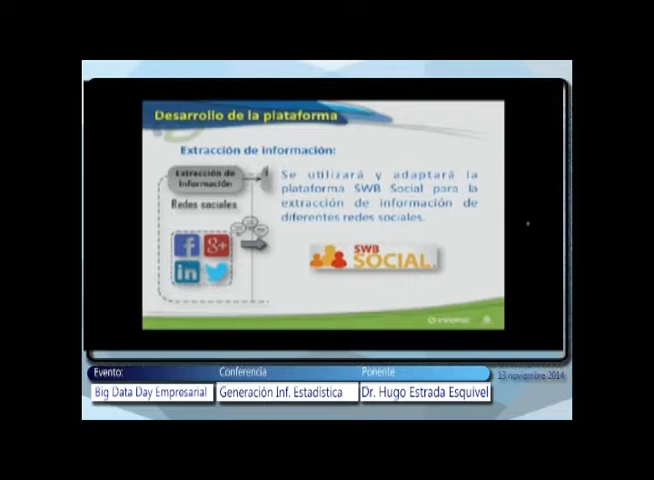 Desarrollo de la plataforma
Extracción de información:
Extracción de
información
Redes sociales
Se utilizará y adaptará la
plataforma SWB Social para la
extracción de información de
diferentes redes sociales.
f g+
in
SWB
SOCIAL
Evento:
Conferencia
Ponente
13 noviembre 2014
Big Data Day Empresarial
Generación Inf. Estadística
Dr. Hugo Estrada Esquivel